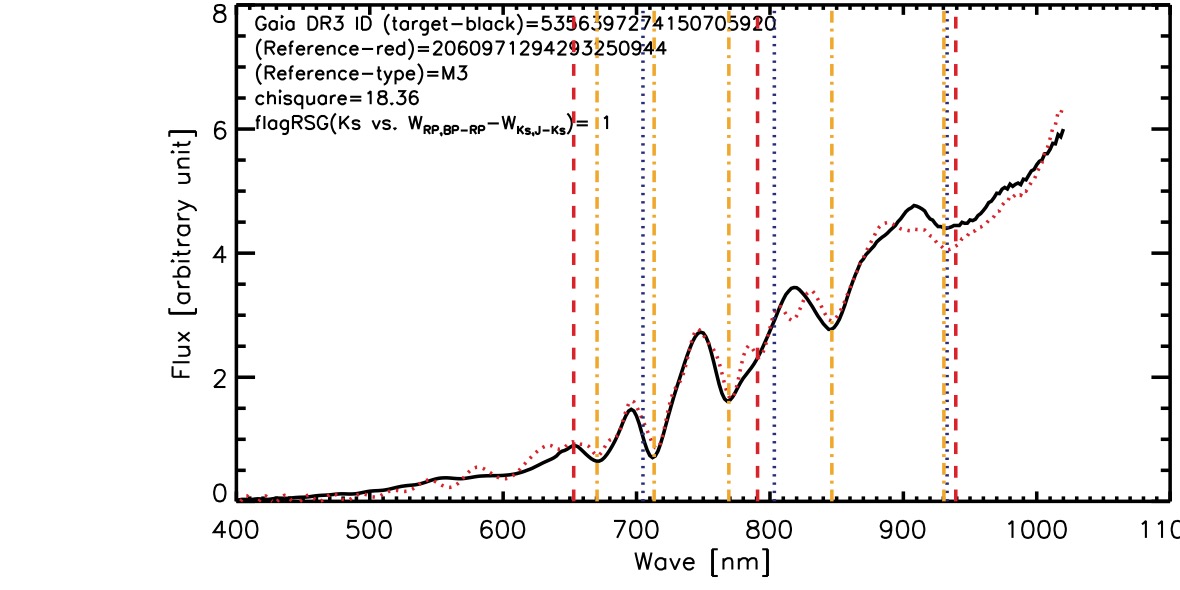 8
Gaia DR3 ID (target-black)=5356397274150705920
(Reference-red)=2060971294293250944
(Reference-type)=M3
chisquare=18.36
flagRSG(Ks vs. W_RP,BP-RP-W_Ks,J-Ks)= 1
6
4
2
0
Flux [arbitrary unit]
400 500 600 700 800 900 1000 110
Wave [nm]